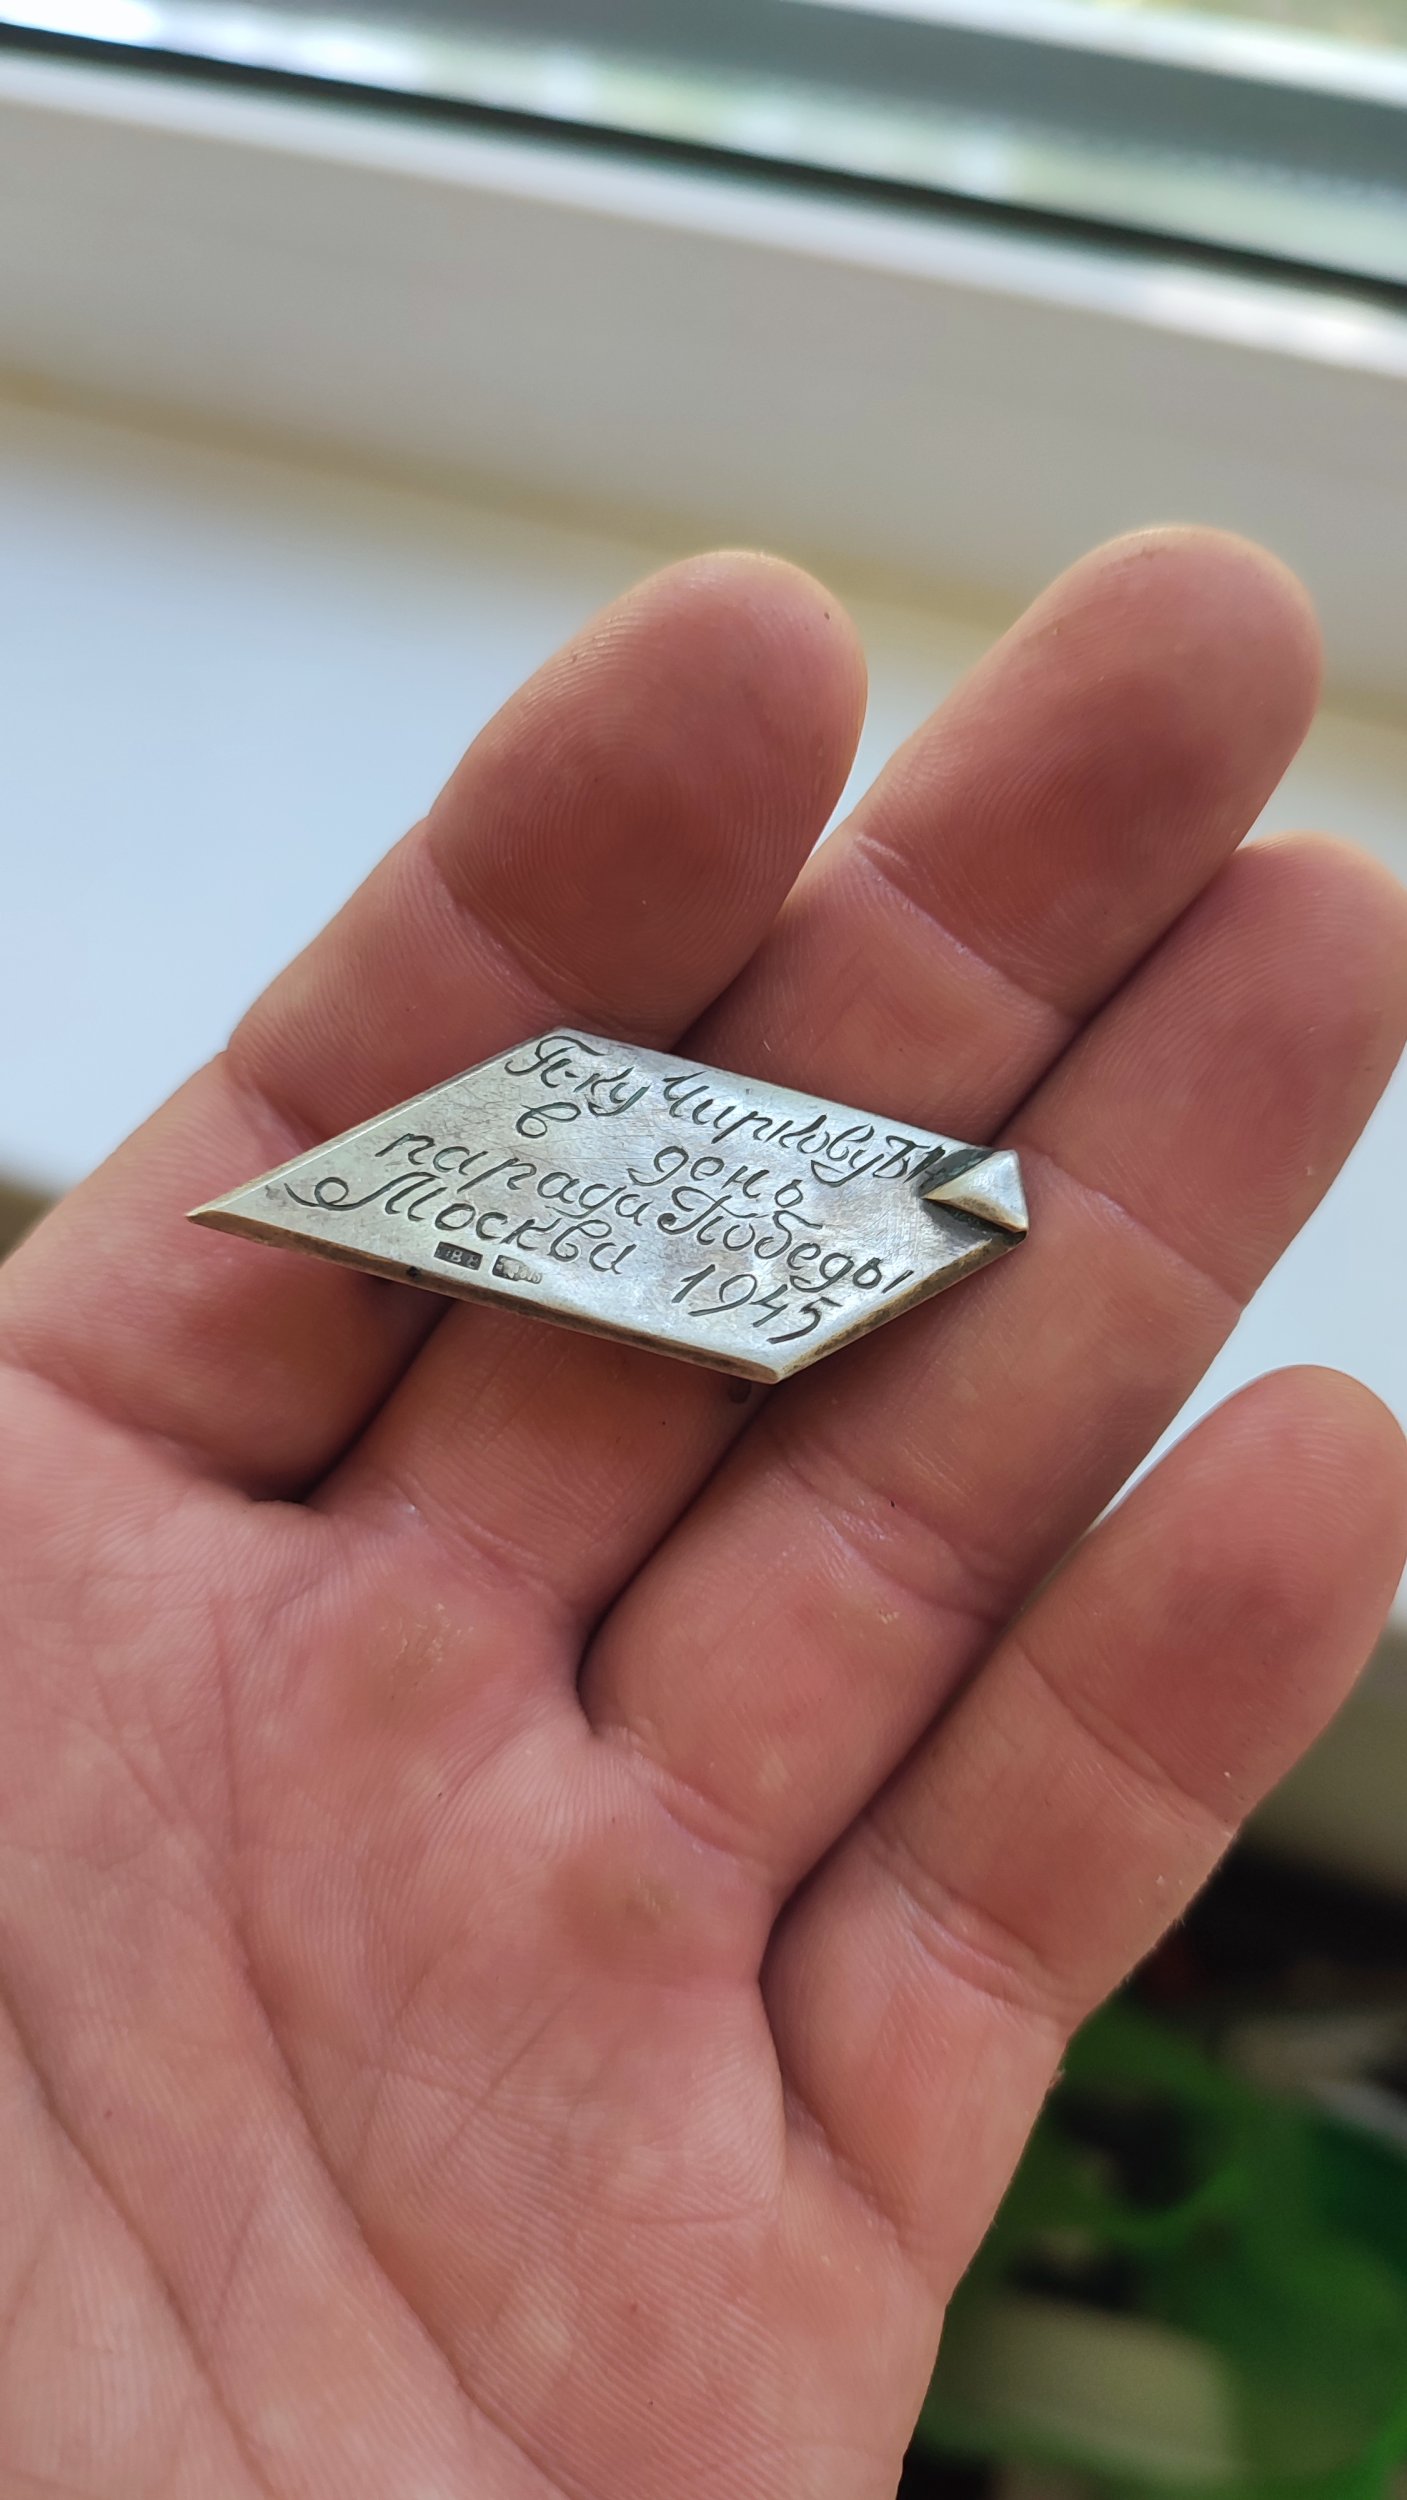 П-ку Чиркову
в день
парада Победы
Москва 1945